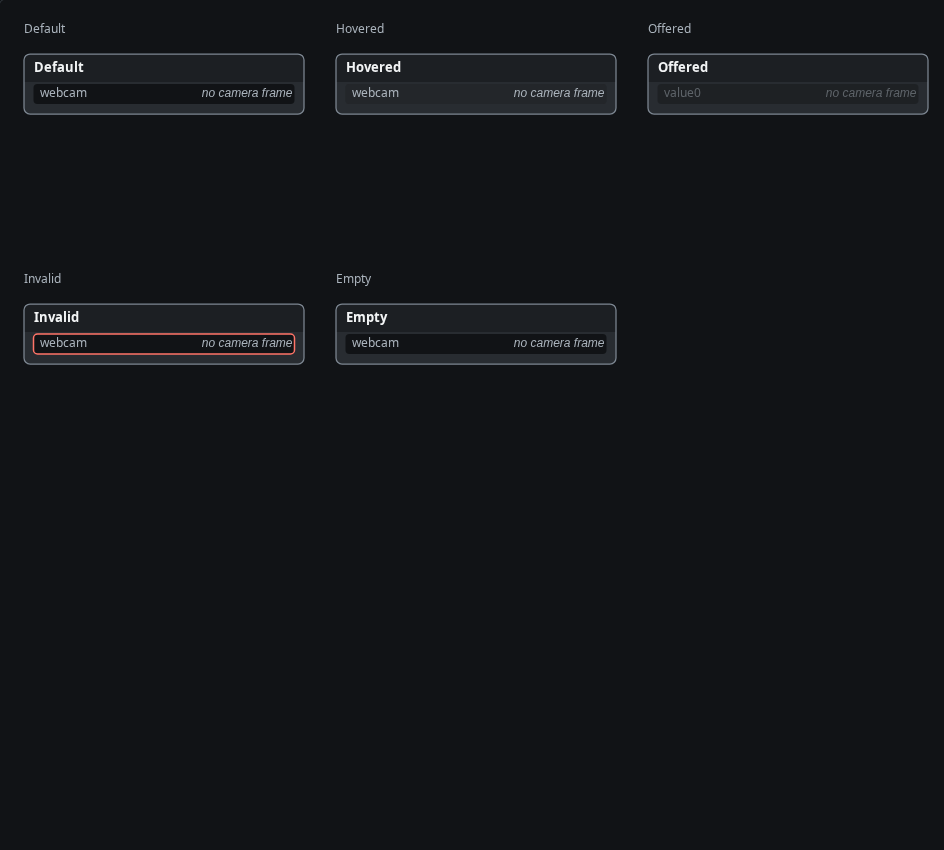 Default
Hovered
Offered
Default
Hovered
Offered
webcam no camera frame
webcam no camera frame
value0 no camera frame
Invalid
Empty
Invalid
Empty
webcam no camera frame
webcam no camera frame